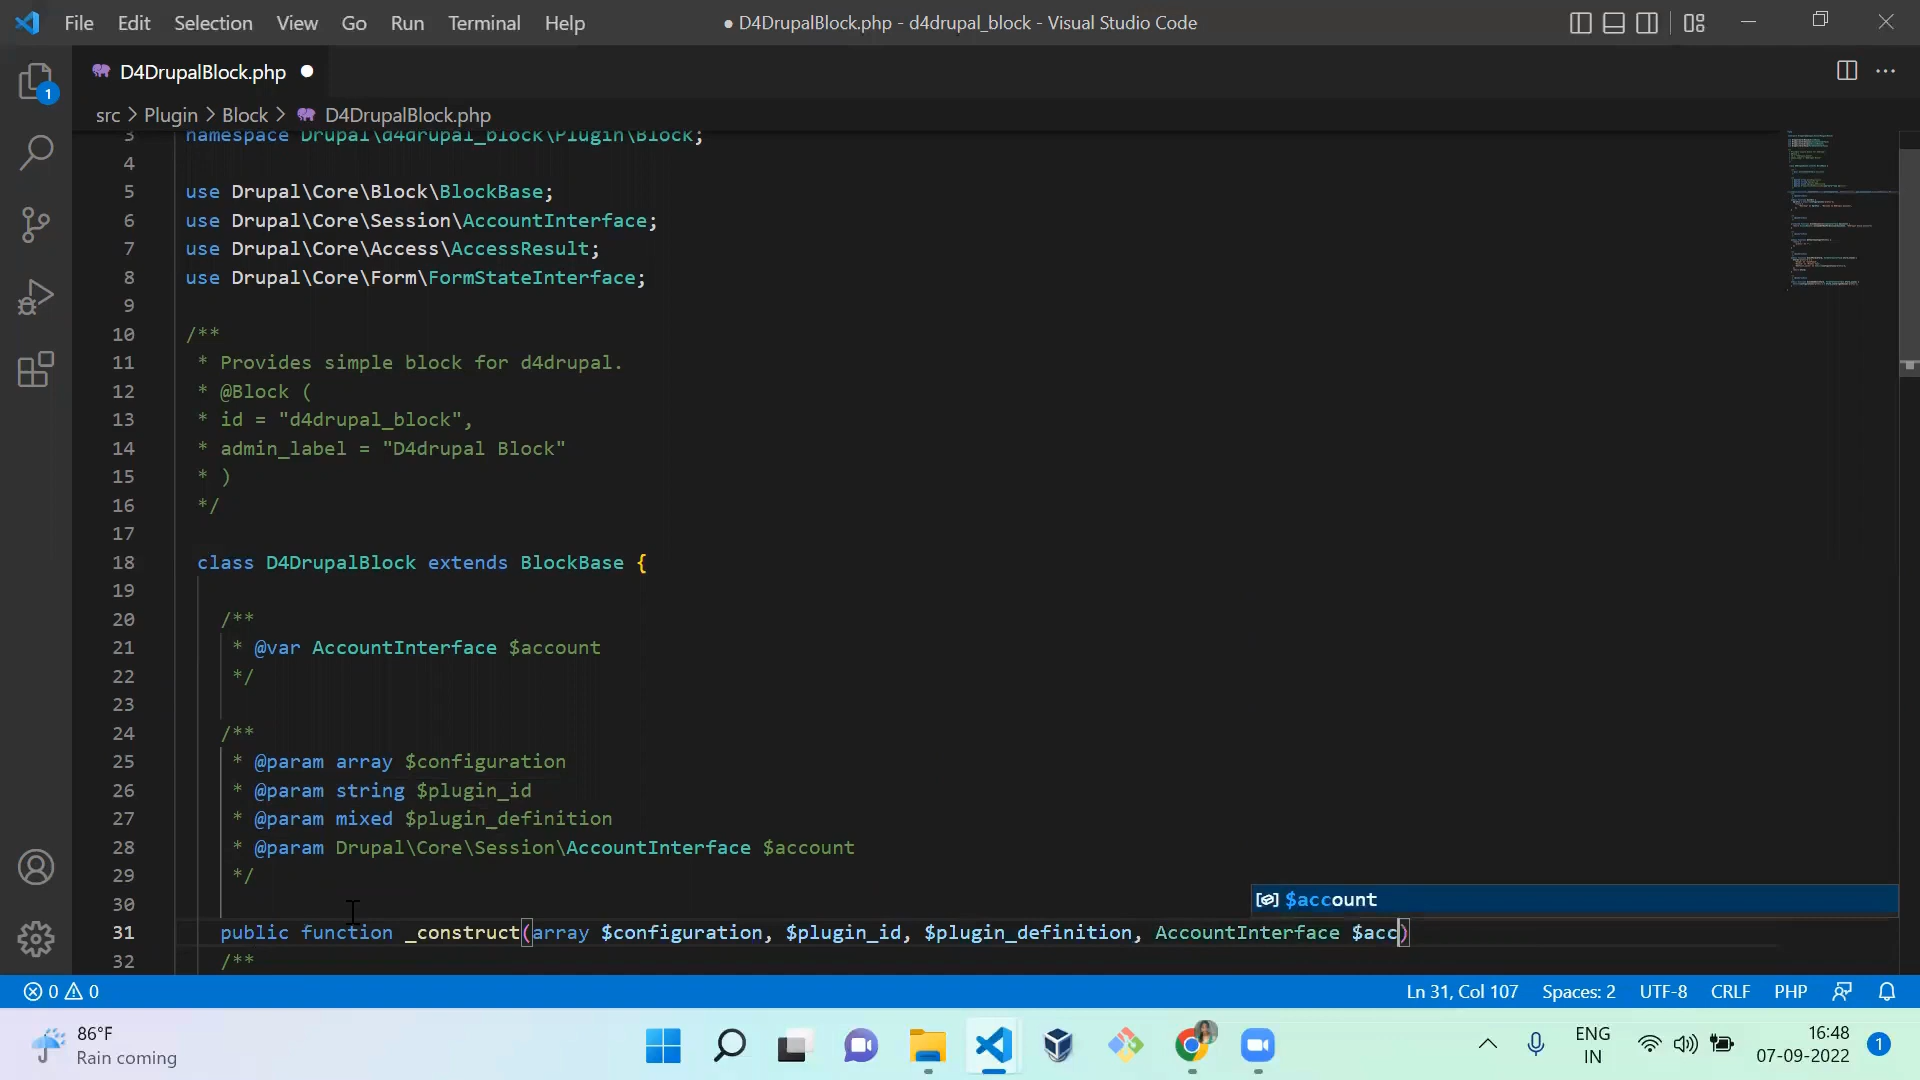 File Edit Selection View Go Run Terminal Help ● D4DrupalBlock.php - d4drupal_block - Visual Studio Code
D4DrupalBlock.php ●
1
src > Plugin > Block > D4DrupalBlock.php
3 namespace Drupal\d4drupal_block\Plugin\Block;
4
5 use Drupal\Core\Block\BlockBase;
6 use Drupal\Core\Session\AccountInterface;
7 use Drupal\Core\Access\AccessResult;
8 use Drupal\Core\Form\FormStateInterface;
9
10 /**
11 * Provides simple block for d4drupal.
12 * @Block (
13 * id = "d4drupal_block",
14 * admin_label = "D4drupal Block"
15 * )
16 */
17
18 class D4DrupalBlock extends BlockBase {
19
20 /**
21 * @var AccountInterface $account
22 */
23
24 /**
25 * @param array $configuration
26 * @param string $plugin_id
27 * @param mixed $plugin_definition
28 * @param Drupal\Core\Session\AccountInterface $account
29 */
30
$account
31 public function _construct(array $configuration, $plugin_id, $plugin_definition, AccountInterface $acc)
32 /**
0 0 Ln 31, Col 107 Spaces: 2 UTF-8 CRLF PHP
86°F
Rain coming
ENG
IN
16:48
07-09-2022
1